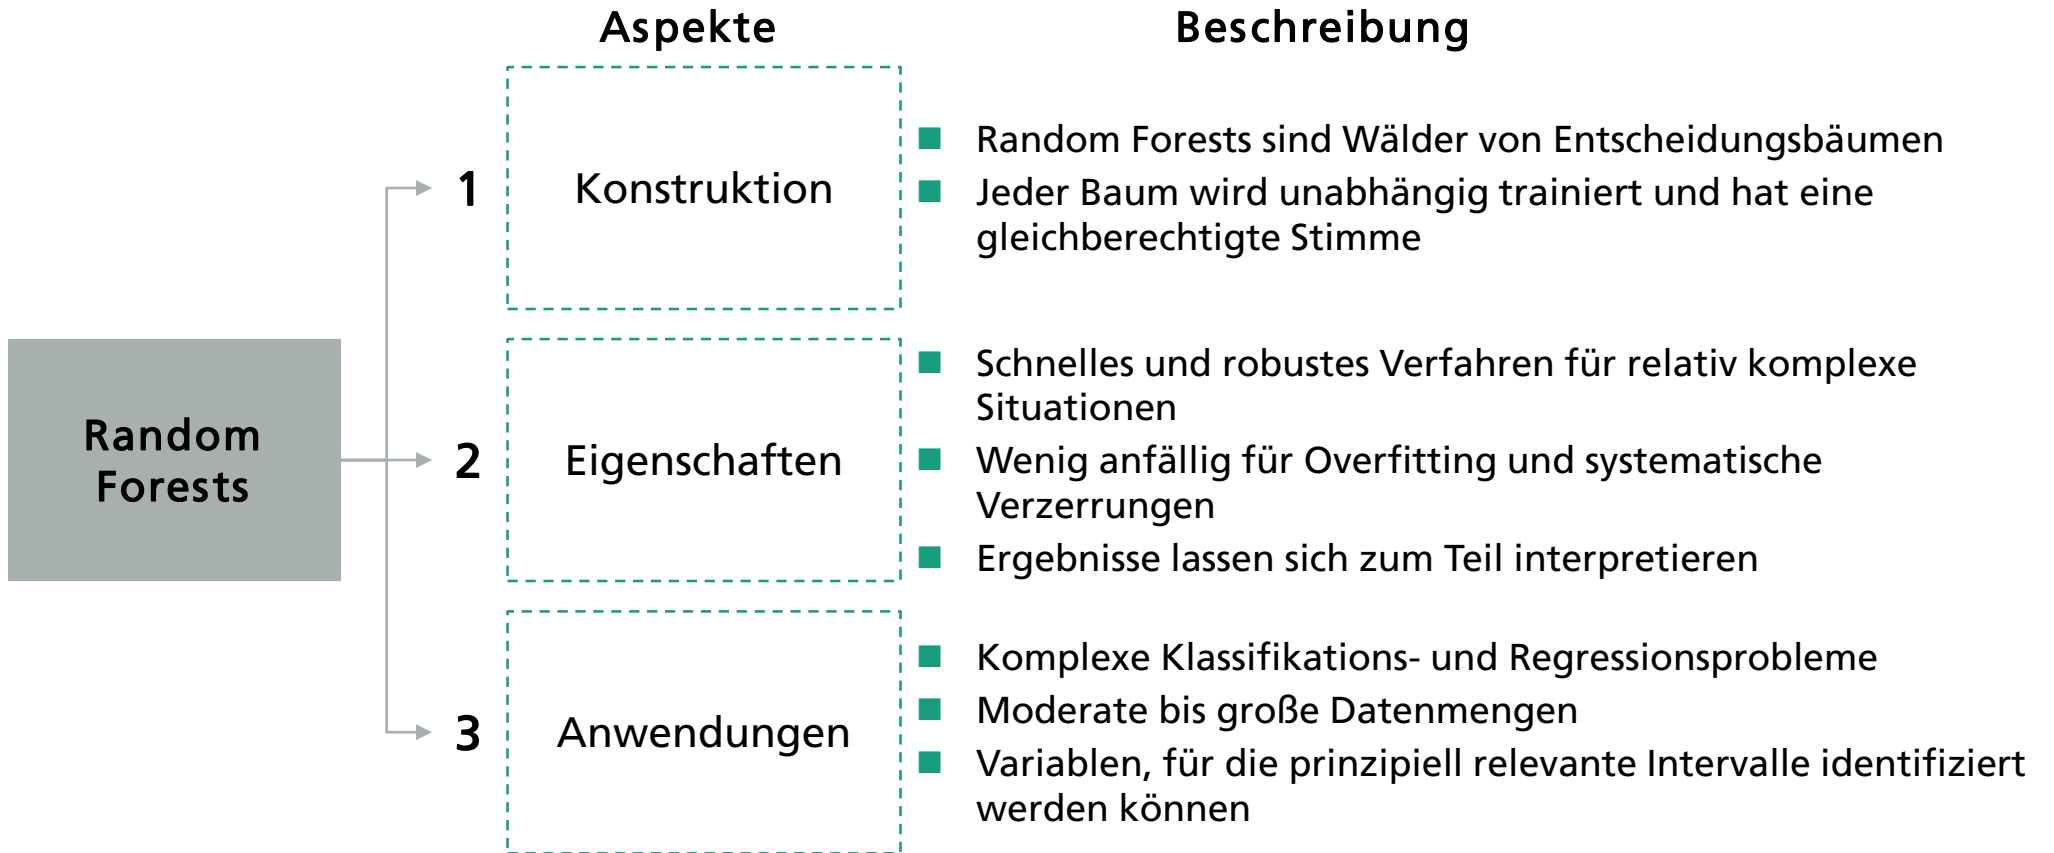 Aspekte
Beschreibung
Random
Forests
1
Konstruktion
Random Forests sind Wälder von Entscheidungsbäumen
Jeder Baum wird unabhängig trainiert und hat eine
gleichberechtigte Stimme
2
Eigenschaften
Schnelles und robustes Verfahren für relativ komplexe
Situationen
Wenig anfällig für Overfitting und systematische
Verzerrungen
Ergebnisse lassen sich zum Teil interpretieren
3
Anwendungen
Komplexe Klassifikations- und Regressionsprobleme
Moderate bis große Datenmengen
Variablen, für die prinzipiell relevante Intervalle identifiziert
werden können